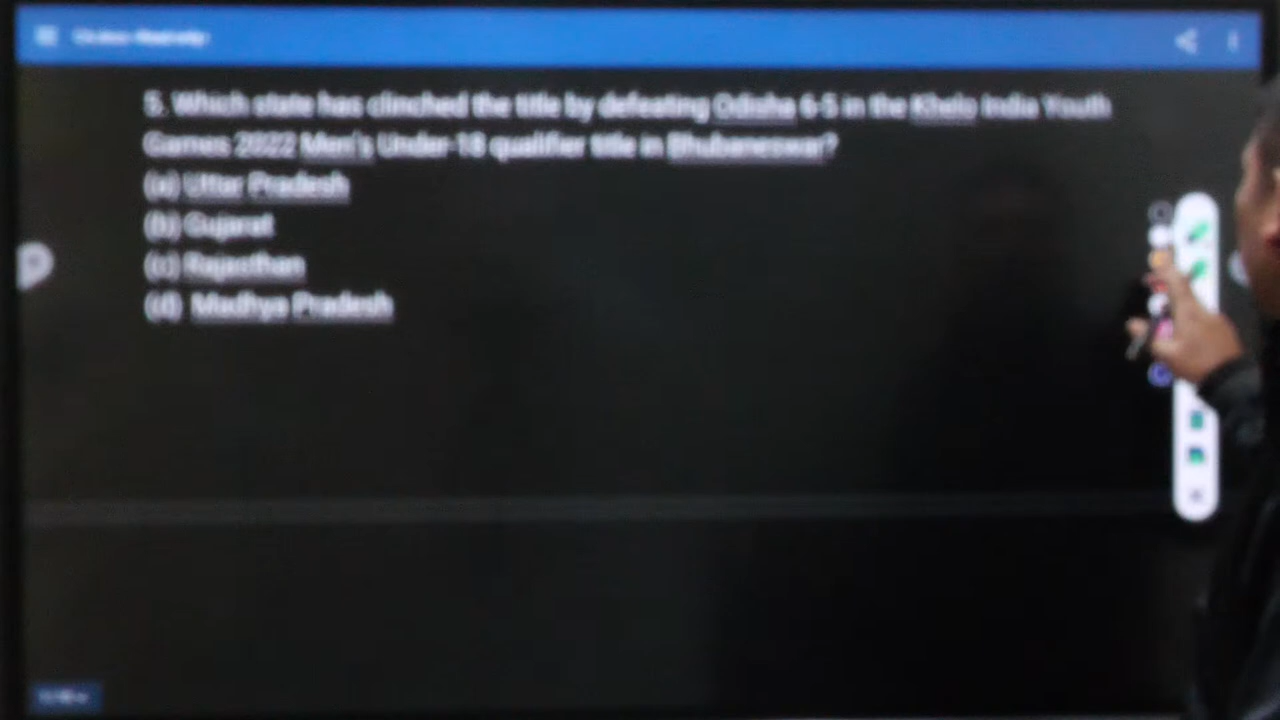 5. Which state has clinched the title by defeating Odisha 6-5 in the Khelo India Youth
Games 2022 Men's Under-18 qualifier title in Bhubaneswar?
(a) Uttar Pradesh
(b) Gujarat
(c) Rajasthan
(d) Madhya Pradesh